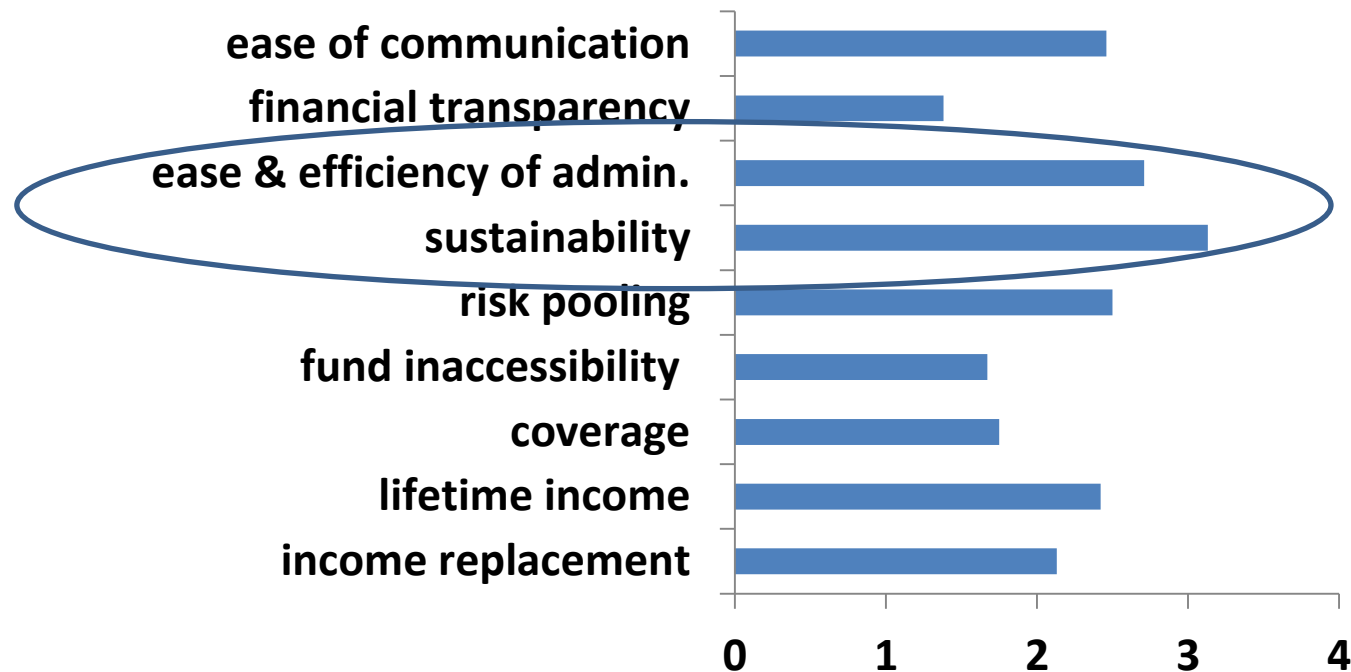 ease of communication
financial transparency
ease & efficiency of admin.
sustainability
risk pooling
fund inaccessibility
coverage
lifetime income
income replacement
0 1 2 3 4